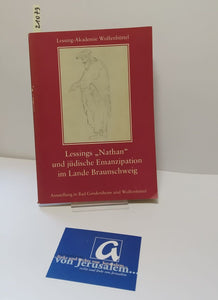 21079
Lessing-Akademie Wolfenbüttel
Lessings „Nathan"
und jüdische Emanzipation
im Lande Braunschweig
Ausstellung in Bad Gandersheim und Wolfenbüttel
a
von Jerusalem...